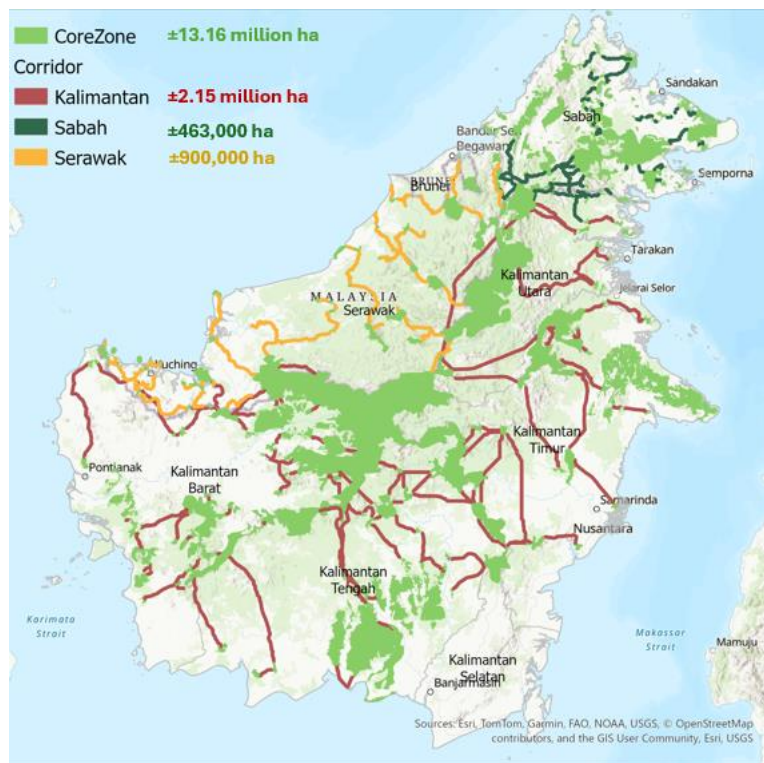 CoreZone ±13.16 million ha
Corridor
Kalimantan ±2.15 million ha
Sabah ±463,000 ha
Serawak ±900,000 ha
Sandakan
Sabah
Bandar Se..
Begawan
Semporna
BRUNE
Brunei
Tarakan
Kalimantan
Utara
Jelarai Selor
MALAYSIA
Serawak
Kuching
Kalimantan
Timur
Pontianak
Kalimantan
Barat
Samarinda
Nusantara
Kalimantan
Tengah
Karimata
Strait
Makassar
Strait
Mamuju
Kalimantan
Selatan
Banjarmasin
Sources: Esri, TomTom, Garmin, FAO, NOAA, USGS, © OpenStreetMap
contributors, and the GIS User Community, Esri, USGS